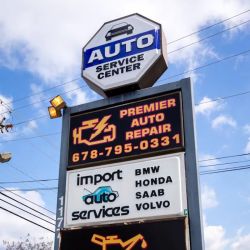 AUTO
SERVICE
CENTER
PREMIER
AUTO
REPAIR
678-795-0331
import
auto
services
BMW
HONDA
SAAB
VOLVO